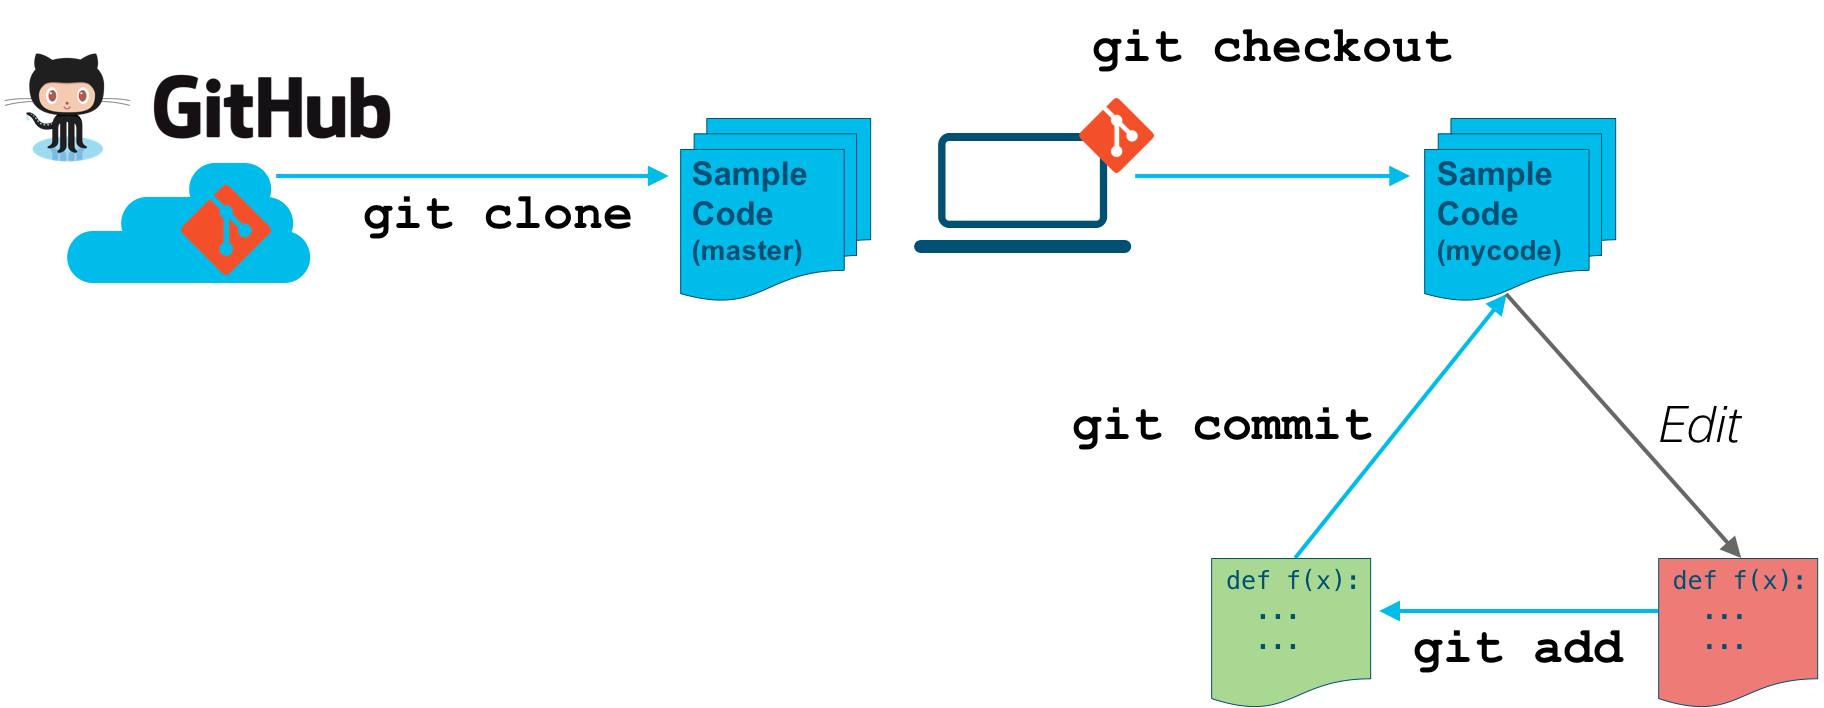 git checkout
GitHub
git clone
Sample
Code
(master)
Sample
Code
(mycode)
git commit
Edit
def f(x):
...
...
git add
def f(x):
...
...